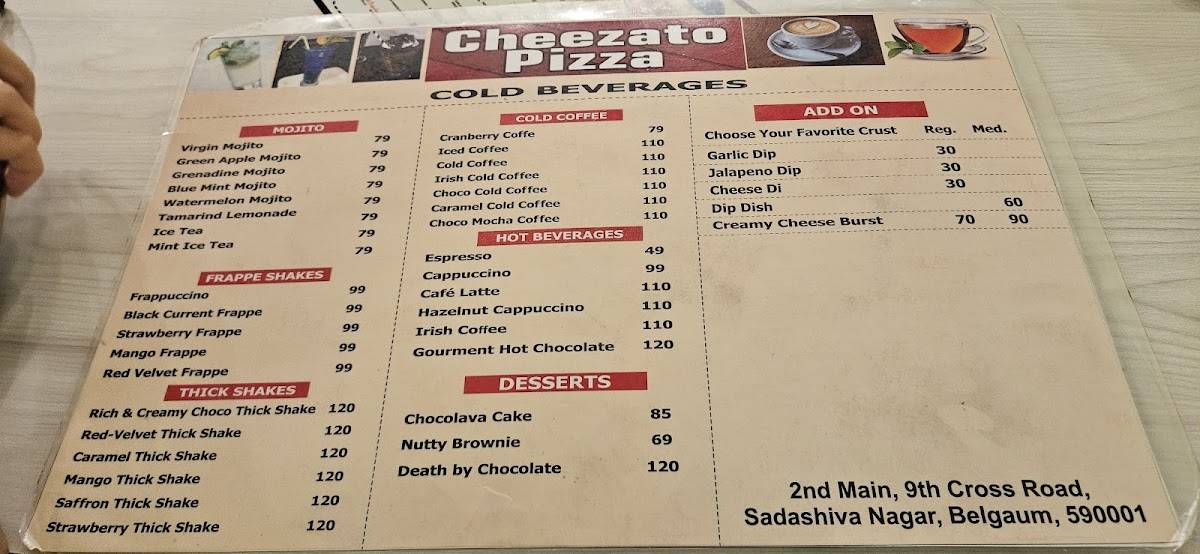 Cheezato
Pizza
COLD BEVERAGES
MOJITO
Virgin Mojito 79
Green Apple Mojito 79
Grenadine Mojito 79
Blue Mint Mojito 79
Watermelon Mojito 79
Tamarind Lemonade 79
Ice Tea 79
Mint Ice Tea 79
FRAPPE SHAKES
Frappuccino 99
Black Current Frappe 99
Strawberry Frappe 99
Mango Frappe 99
Red Velvet Frappe 99
THICK SHAKES
Rich & Creamy Choco Thick Shake 120
Red-Velvet Thick Shake 120
Caramel Thick Shake 120
Mango Thick Shake 120
Saffron Thick Shake 120
Strawberry Thick Shake 120
COLD COFFEE
Cranberry Coffe 79
Iced Coffee 110
Cold Coffee 110
Irish Cold Coffee 110
Choco Cold Coffee 110
Caramel Cold Coffee 110
Choco Mocha Coffee 110
HOT BEVERAGES
Espresso 49
Cappuccino 99
Café Latte 110
Hazelnut Cappuccino 110
Irish Coffee 110
Gourment Hot Chocolate 120
DESSERTS
Chocolava Cake 85
Nutty Brownie 69
Death by Chocolate 120
ADD ON
Choose Your Favorite Crust Reg. Med.
Garlic Dip 30
Jalapeno Dip 30
Cheese Di 30
Dip Dish 60
Creamy Cheese Burst 70 90
2nd Main, 9th Cross Road,
Sadashiva Nagar, Belgaum, 590001